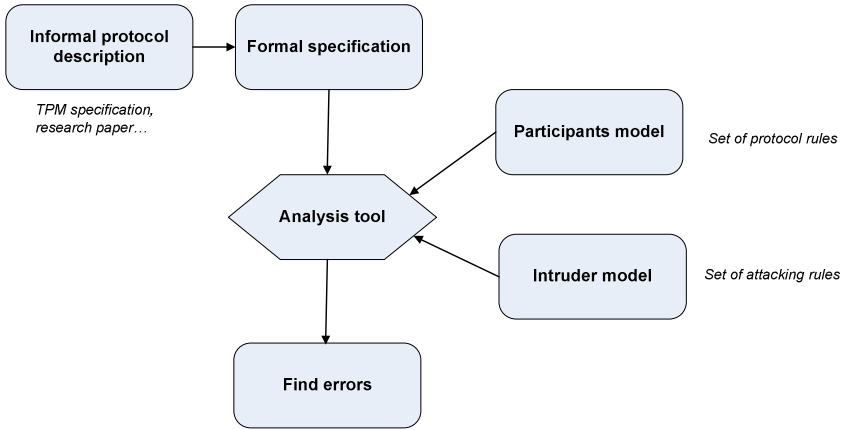 Informal protocol
description
Formal specification
TPM specification,
research paper…
Participants model
Set of protocol rules
Analysis tool
Intruder model
Set of attacking rules
Find errors